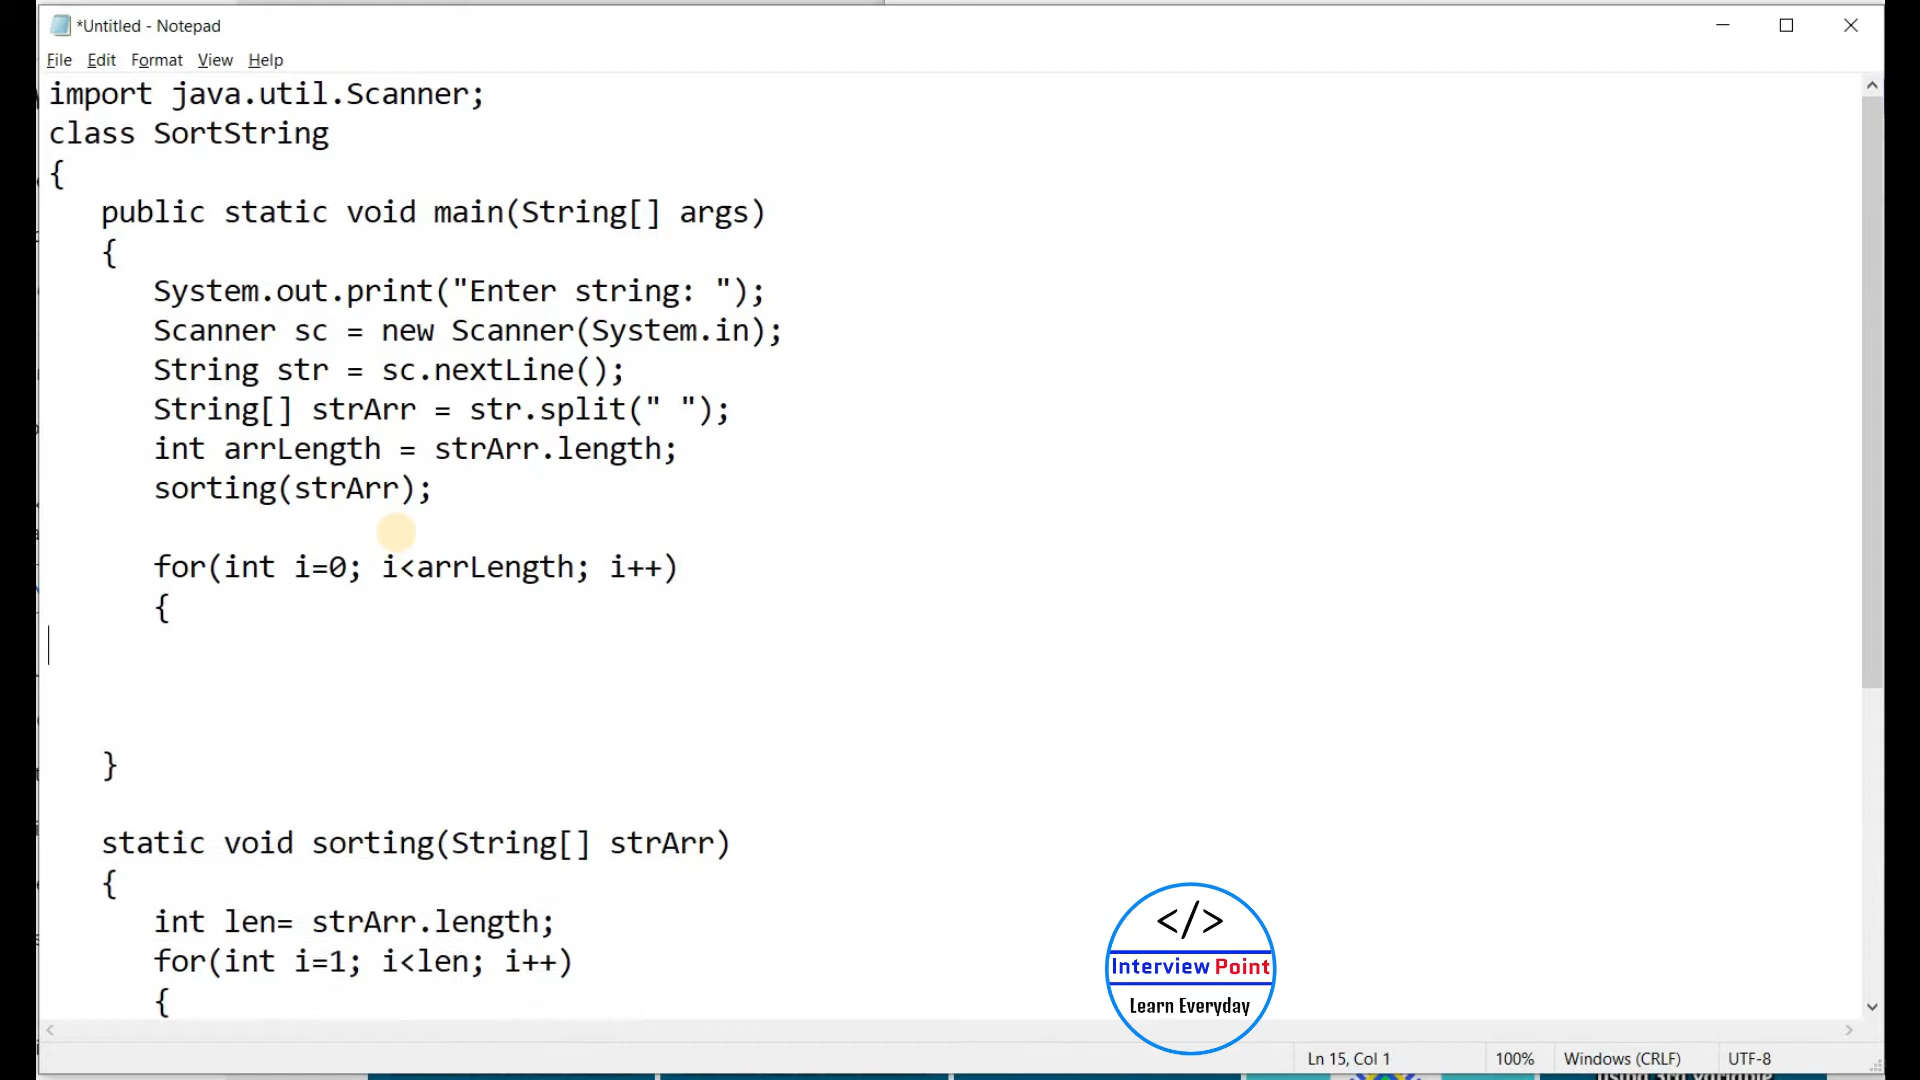 *Untitled - Notepad
File Edit Format View Help
import java.util.Scanner;
class SortString
{
public static void main(String[] args)
{
System.out.print("Enter string: ");
Scanner sc = new Scanner(System.in);
String str = sc.nextLine();
String[] strArr = str.split(" ");
int arrLength = strArr.length;
sorting(strArr);
for(int i=0; i<arrLength; i++)
{
}
static void sorting(String[] strArr)
{
int len= strArr.length;
for(int i=1; i<len; i++)
{
</>
Interview Point
Learn Everyday
Ln 15, Col 1 100% Windows (CRLF) UTF-8